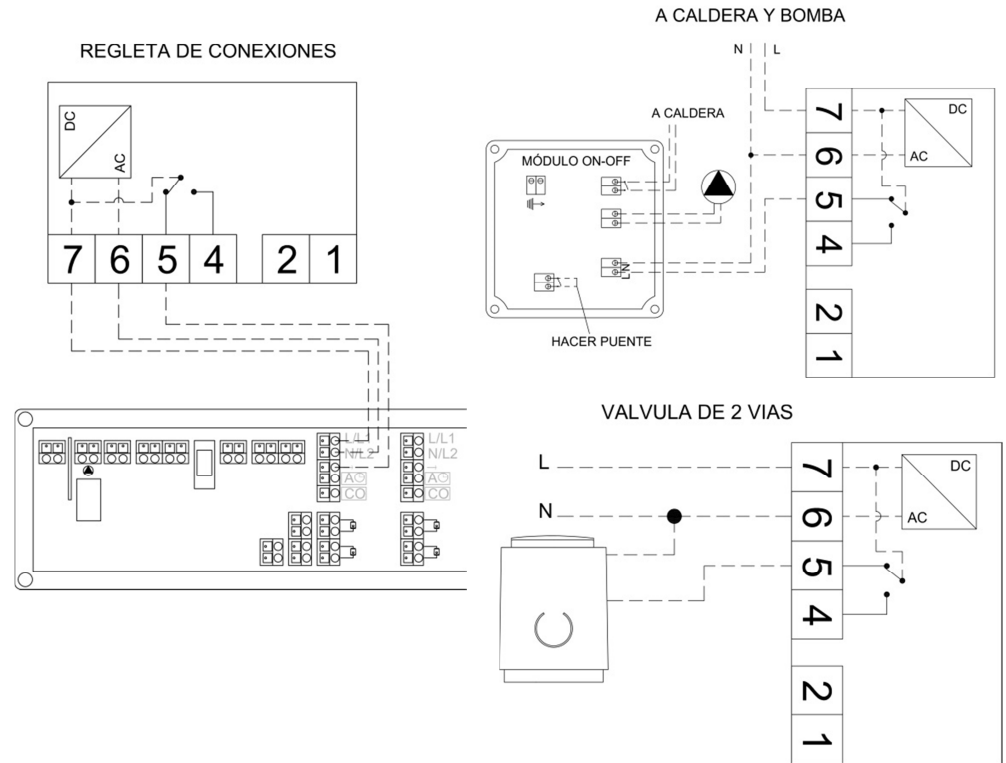 REGLETA DE CONEXIONES
DC
AC
7 6 5 4 2 1
L/L1
N/L2
A
CO
L/L1
N/L2
→
A
CO
A CALDERA Y BOMBA
N L
A CALDERA
MÓDULO ON-OFF
L N
HACER PUENTE
7
6
5
4
2
1
DC
AC
VALVULA DE 2 VIAS
L
N
7
6
5
4
2
1
DC
AC